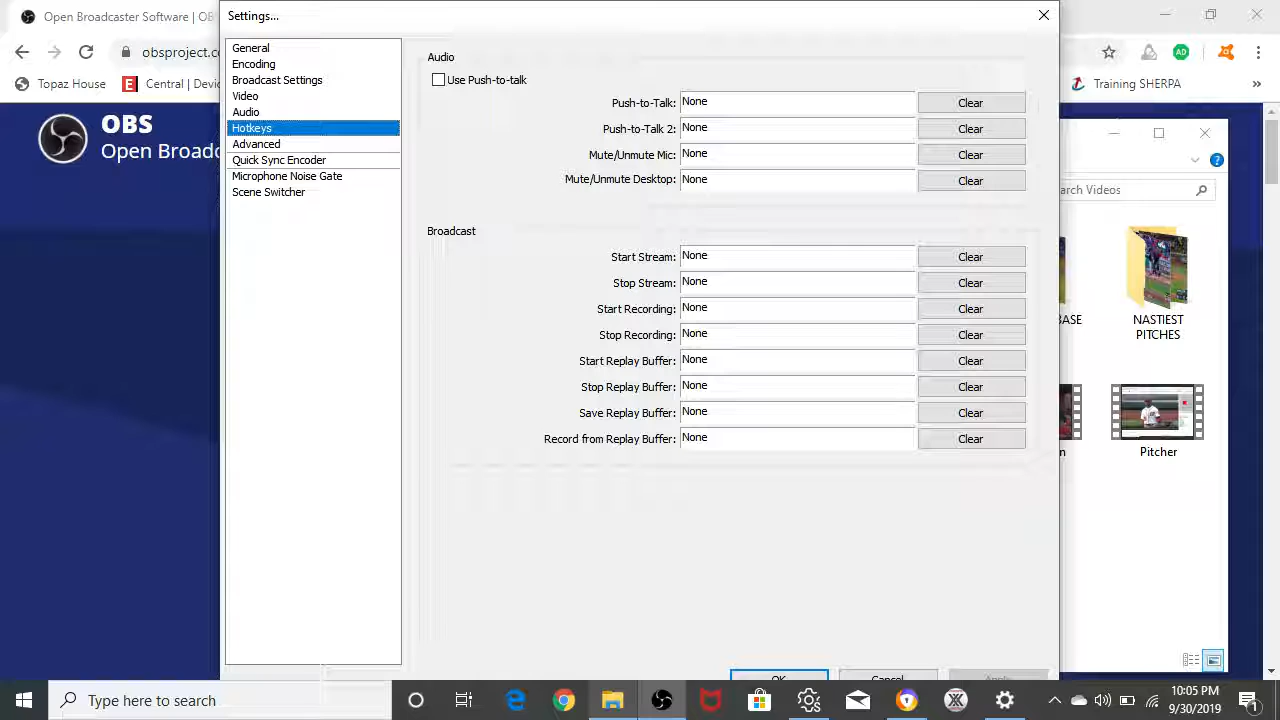 Open Broadcaster Software | OB
Settings...
obsproject.c
Topaz House
Central | Devi
Training SHERPA
»
OBS
Open Broadc
General
Encoding
Broadcast Settings
Video
Audio
Hotkeys
Advanced
Quick Sync Encoder
Microphone Noise Gate
Scene Switcher
Audio
Use Push-to-talk
Push-to-Talk: None Clear
Push-to-Talk 2: None Clear
Mute/Unmute Mic: None Clear
Mute/Unmute Desktop: None Clear
Broadcast
Start Stream: None Clear
Stop Stream: None Clear
Start Recording: None Clear
Stop Recording: None Clear
Start Replay Buffer: None Clear
Stop Replay Buffer: None Clear
Save Replay Buffer: None Clear
Record from Replay Buffer: None Clear
OK Cancel Apply
arch Videos
BASE
NASTIEST
PITCHES
n
Pitcher
Type here to search
10:05 PM
9/30/2019